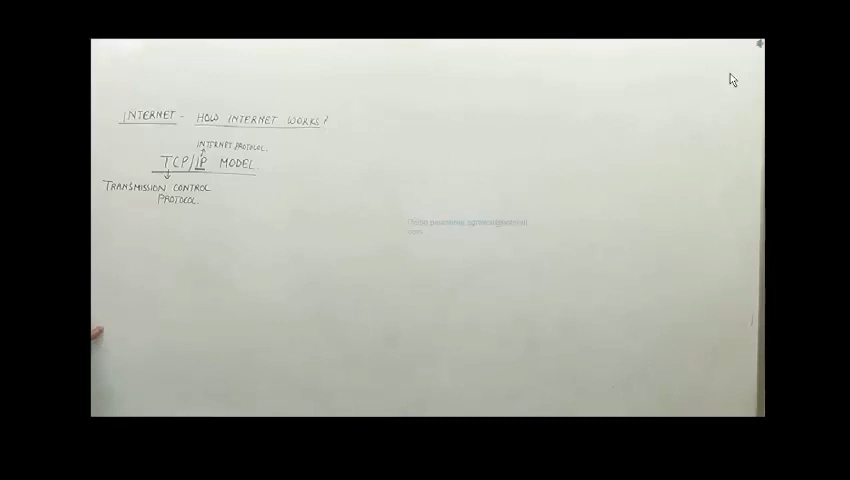 INTERNET - HOW INTERNET WORKS?
INTERNET PROTOCOL
TCP/IP MODEL.
TRANSMISSION CONTROL
PROTOCOL.